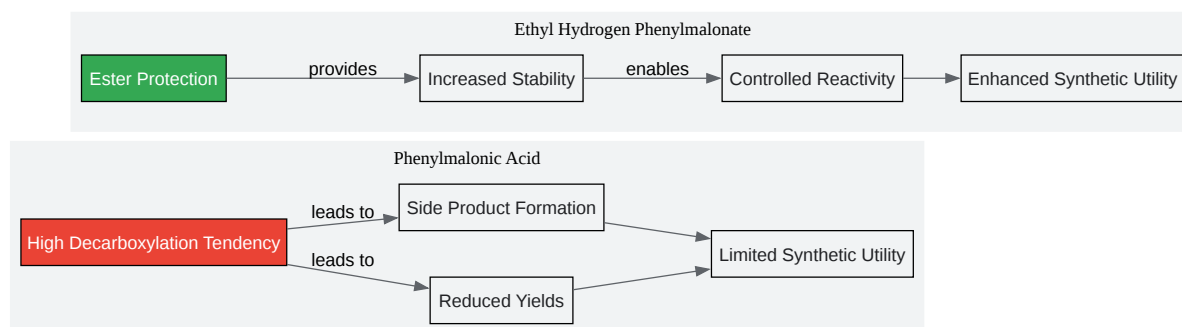 Ethyl Hydrogen Phenylmalonate
Ester Protection
provides
Increased Stability
enables
Controlled Reactivity
Enhanced Synthetic Utility
Phenylmalonic Acid
High Decarboxylation Tendency
leads to
Side Product Formation
leads to
Reduced Yields
Limited Synthetic Utility